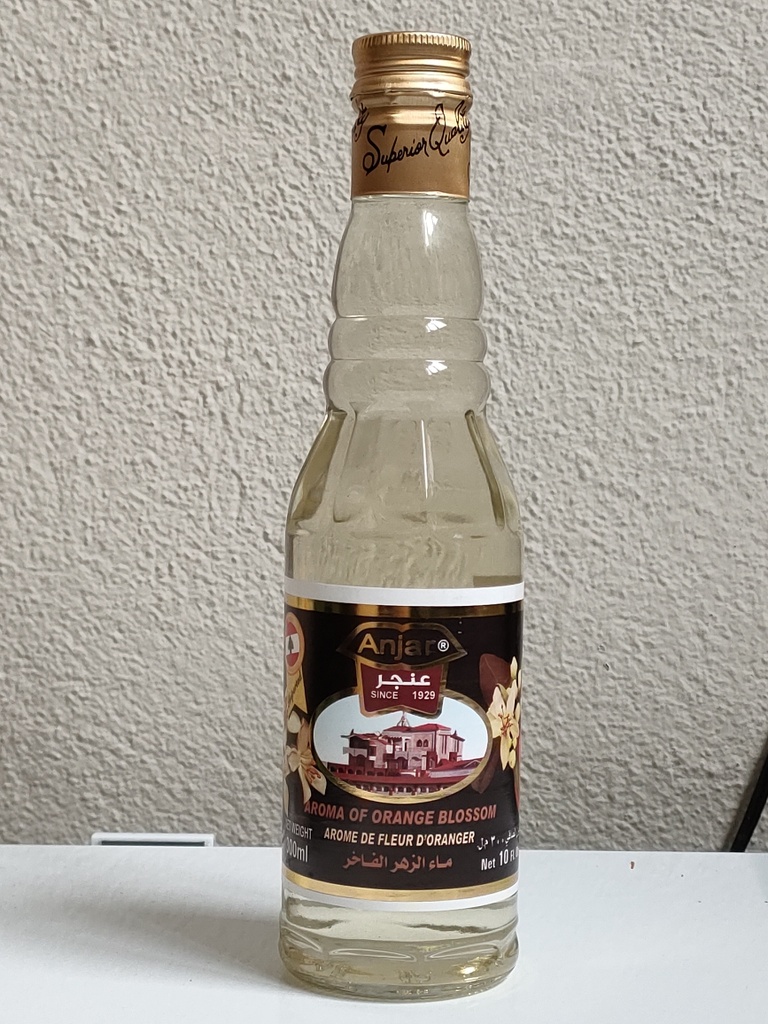 Superior Quality
Anjar®
عنجر
SINCE 1929
AROMA OF ORANGE BLOSSOM
AROME DE FLEUR D'ORANGER
ماء الزهر الفاخر
300ml
Net 10